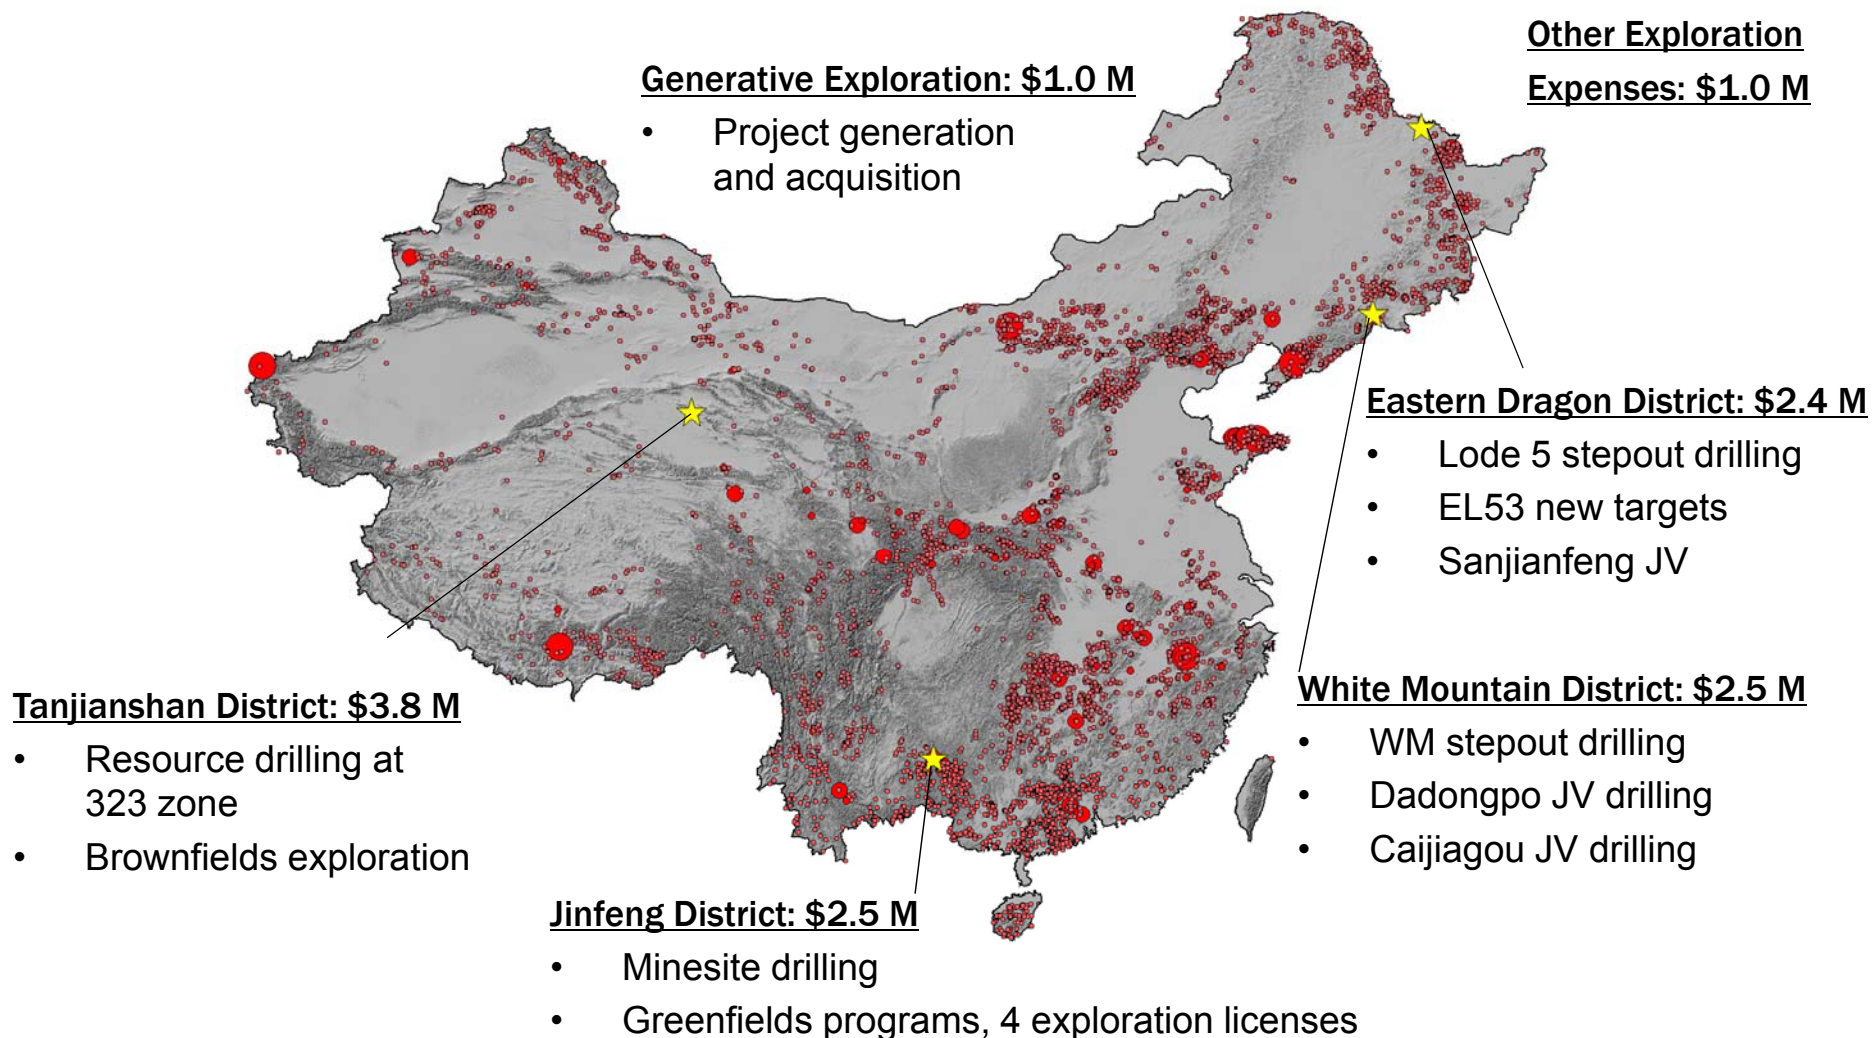 Generative Exploration: $1.0 M
• Project generation
and acquisition
Other Exploration
Expenses: $1.0 M
Eastern Dragon District: $2.4 M
• Lode 5 stepout drilling
• EL53 new targets
• Sanjianfeng JV
White Mountain District: $2.5 M
• WM stepout drilling
• Dadongpo JV drilling
• Caijiagou JV drilling
Tanjianshan District: $3.8 M
• Resource drilling at
323 zone
• Brownfields exploration
Jinfeng District: $2.5 M
• Minesite drilling
• Greenfields programs, 4 exploration licenses